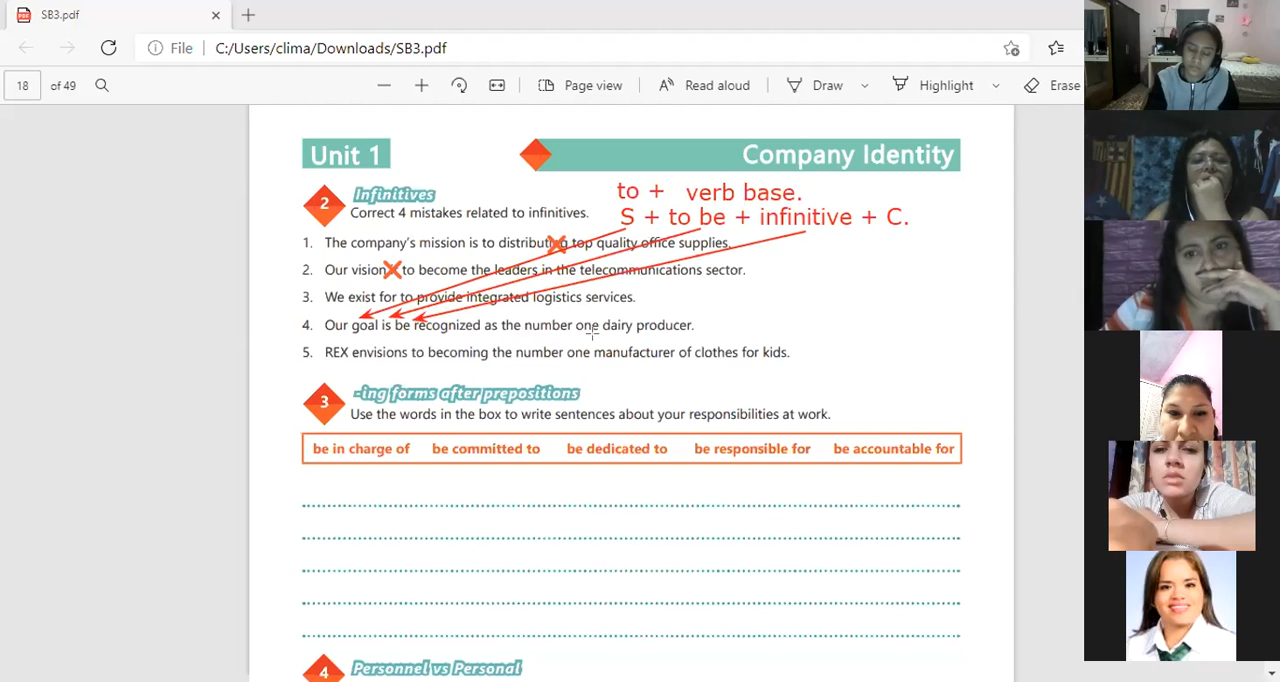 SB3.pdf
File C:/Users/clima/Downloads/SB3.pdf
18 of 49 Page view Read aloud Draw Highlight Erase
Unit 1 Company Identity
2 Infinitives
to + verb base.
Correct 4 mistakes related to infinitives.
S + to be + infinitive + C.
1. The company's mission is to distributing top quality office supplies.
2. Our vision to become the leaders in the telecommunications sector.
3. We exist for to provide integrated logistics services.
4. Our goal is be recognized as the number one dairy producer.
5. REX envisions to becoming the number one manufacturer of clothes for kids.
3 -ing forms after prepositions
Use the words in the box to write sentences about your responsibilities at work.
be in charge of be committed to be dedicated to be responsible for be accountable for
4 Personnel vs Personal